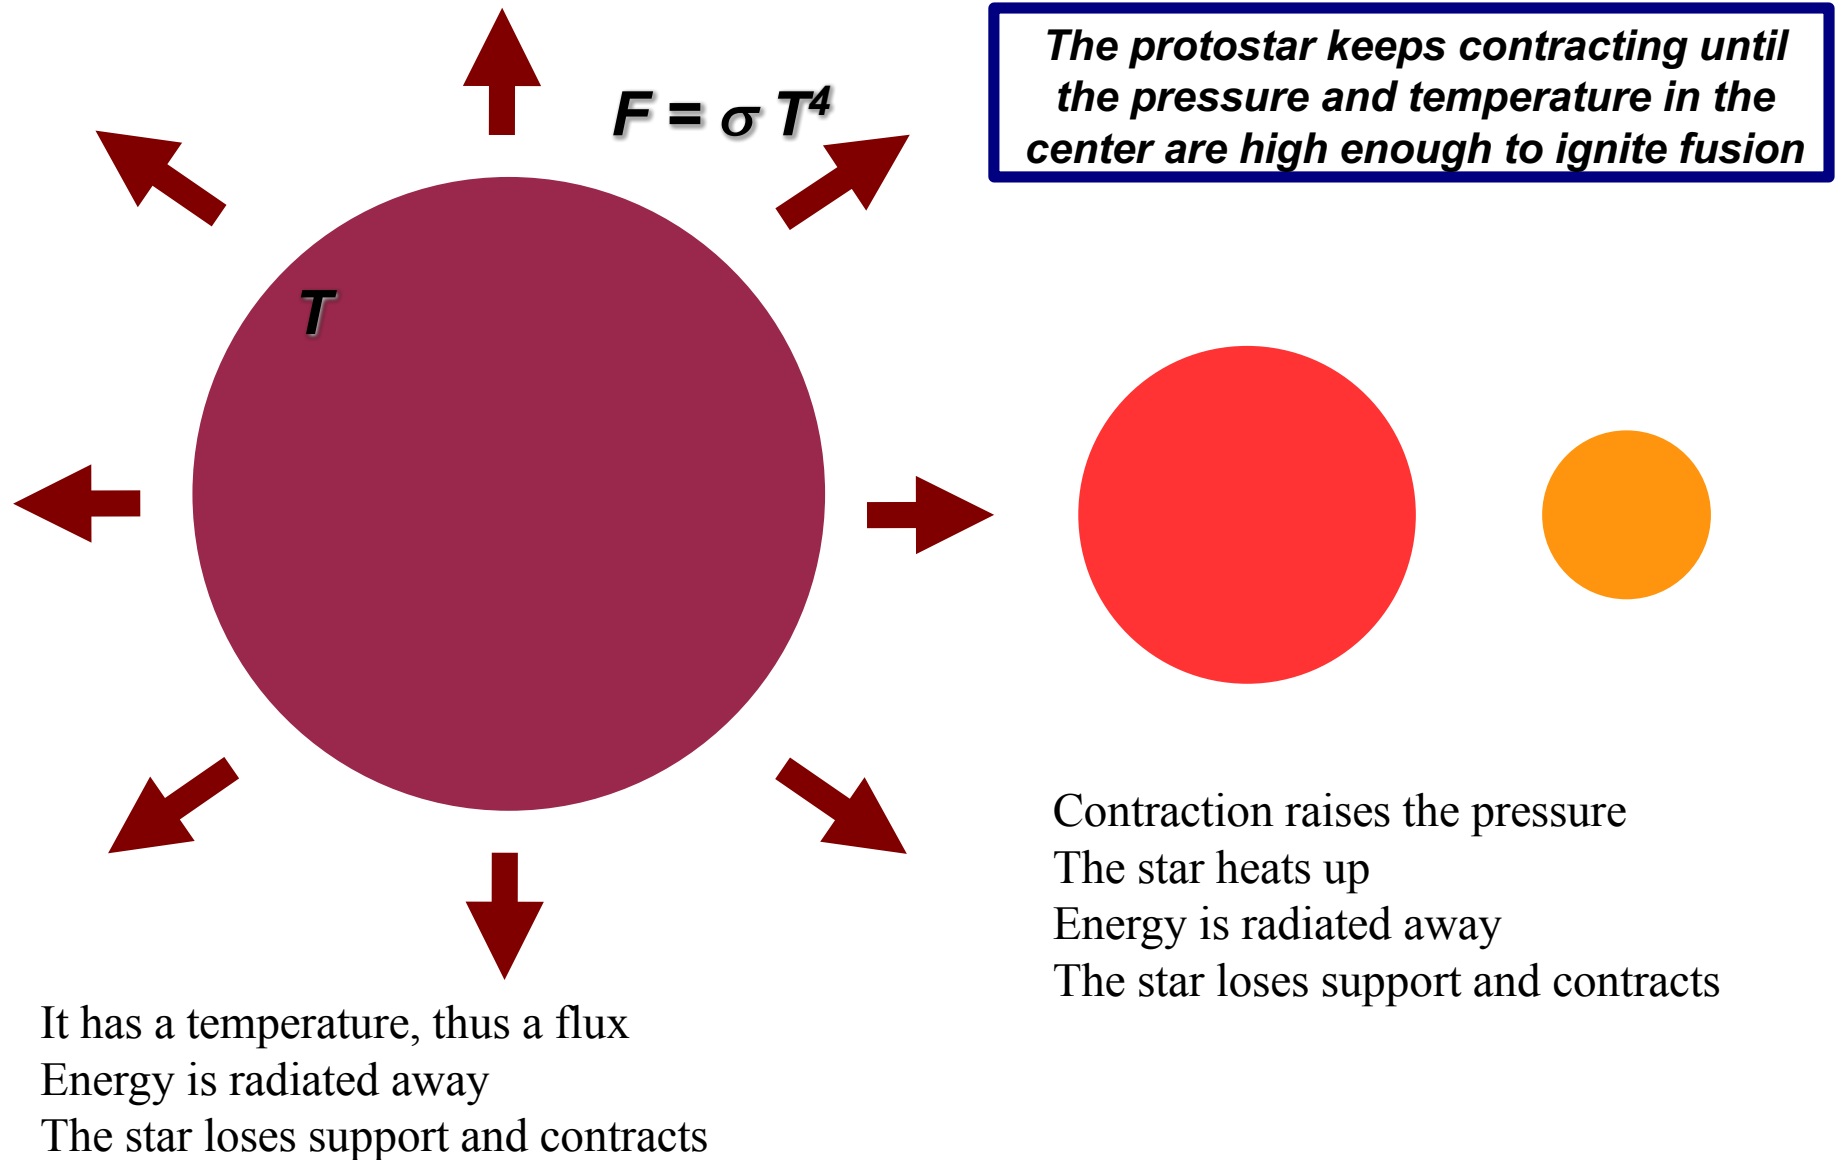 F = σ T⁴
The protostar keeps contracting until
the pressure and temperature in the
center are high enough to ignite fusion
T
Contraction raises the pressure
The star heats up
Energy is radiated away
The star loses support and contracts
It has a temperature, thus a flux
Energy is radiated away
The star loses support and contracts